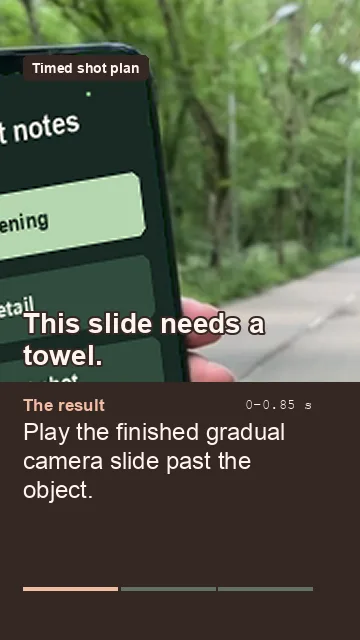 Timed shot plan
t notes
ening
etail
This slide needs a
towel.
The result
0–0.85 s
Play the finished gradual
camera slide past the
object.